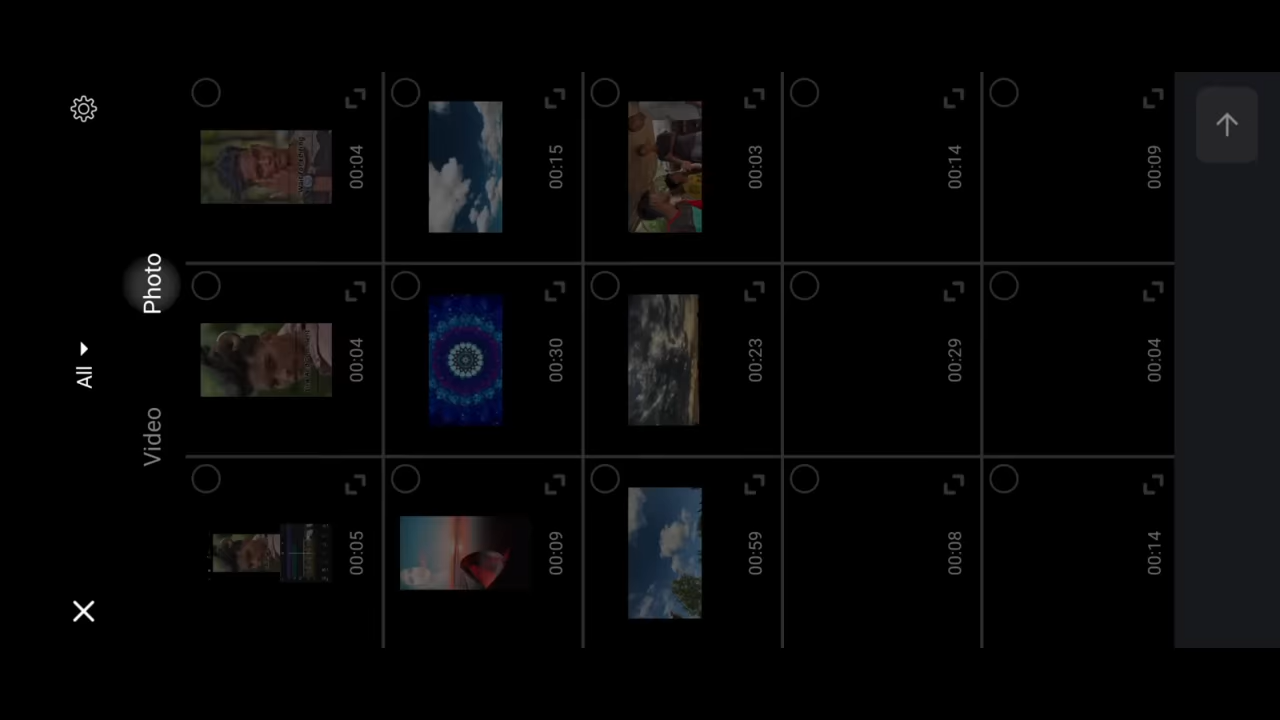 All
Video Photo
00:05 00:04 00:04
00:09 00:30 00:15
00:59 00:23 00:03
00:08 00:29 00:14
00:14 00:04 00:09